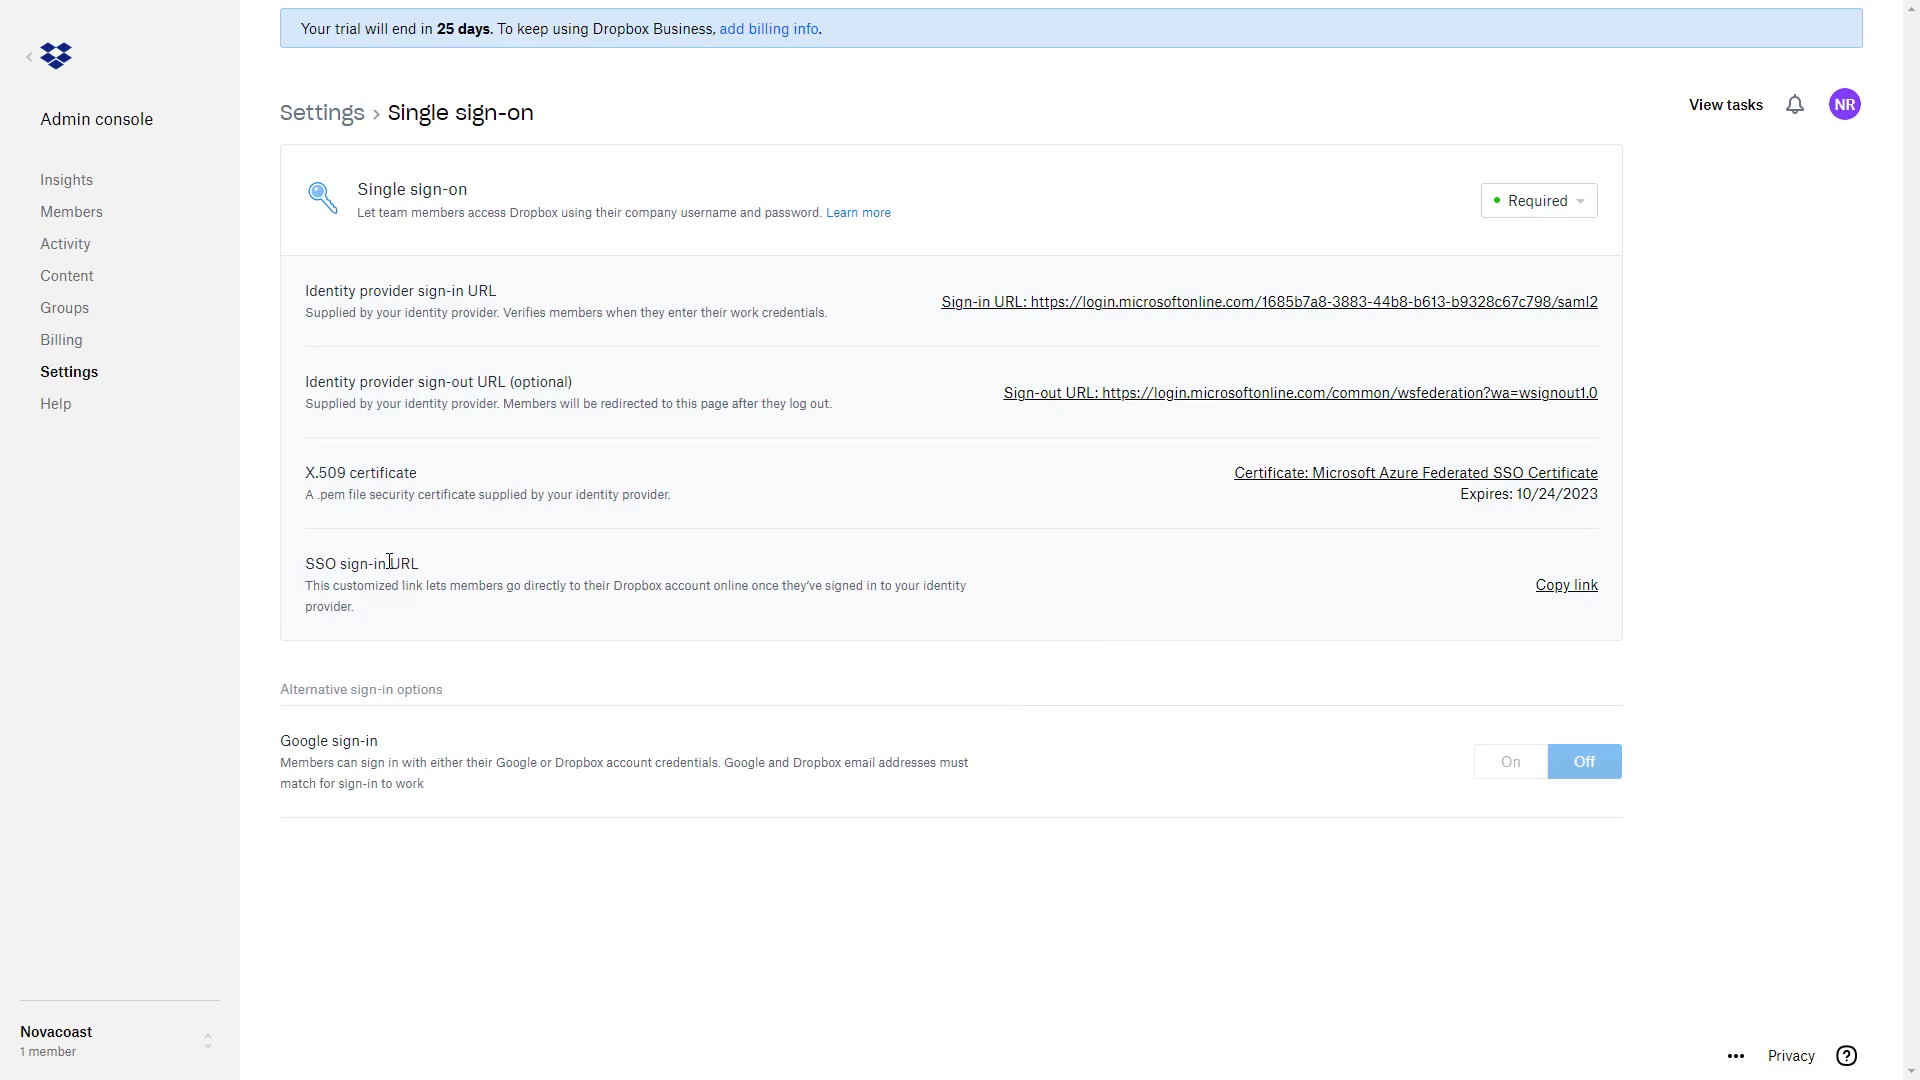 Your trial will end in 25 days. To keep using Dropbox Business, add billing info.
Admin console
Insights
Members
Activity
Content
Groups
Billing
Settings
Help
Novacoast
1 member
Settings › Single sign-on
View tasks
NR
Single sign-on
Let team members access Dropbox using their company username and password. Learn more
Required
Identity provider sign-in URL
Supplied by your identity provider. Verifies members when they enter their work credentials.
Sign-in URL: https://login.microsoftonline.com/1685b7a8-3883-44b8-b613-b9328c67c798/saml2
Identity provider sign-out URL (optional)
Supplied by your identity provider. Members will be redirected to this page after they log out.
Sign-out URL: https://login.microsoftonline.com/common/wsfederation?wa=wsignout1.0
X.509 certificate
A .pem file security certificate supplied by your identity provider.
Certificate: Microsoft Azure Federated SSO Certificate
Expires: 10/24/2023
SSO sign-in URL
This customized link lets members go directly to their Dropbox account online once they've signed in to your identity
provider.
Copy link
Alternative sign-in options
Google sign-in
Members can sign in with either their Google or Dropbox account credentials. Google and Dropbox email addresses must
match for sign-in to work
On
Off
••• Privacy ?